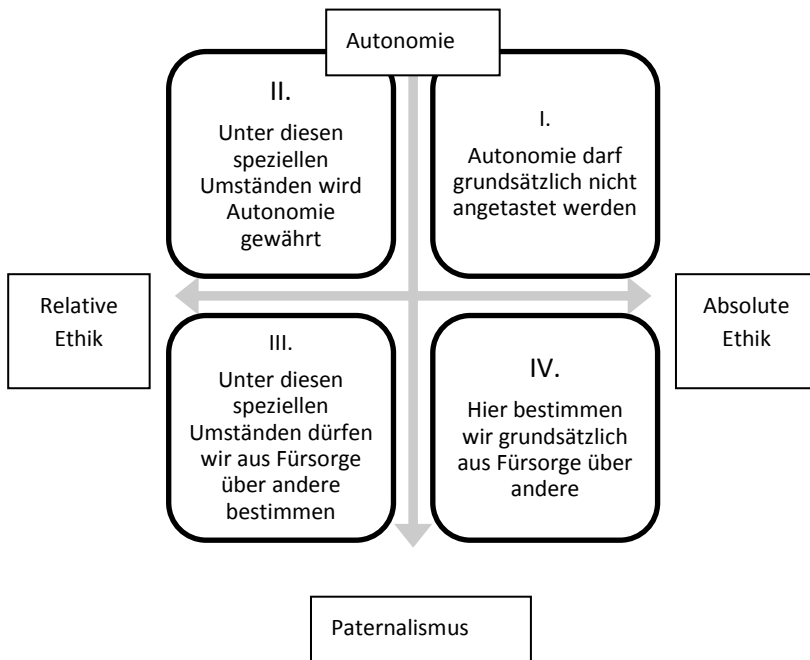 Autonomie
II.
Unter diesen
speziellen
Umständen wird
Autonomie
gewährt
I.
Autonomie darf
grundsätzlich nicht
angetastet werden
Relative
Ethik
Absolute
Ethik
III.
Unter diesen
speziellen
Umständen dürfen
wir aus Fürsorge
über andere
bestimmen
IV.
Hier bestimmen
wir grundsätzlich
aus Fürsorge über
andere
Paternalismus